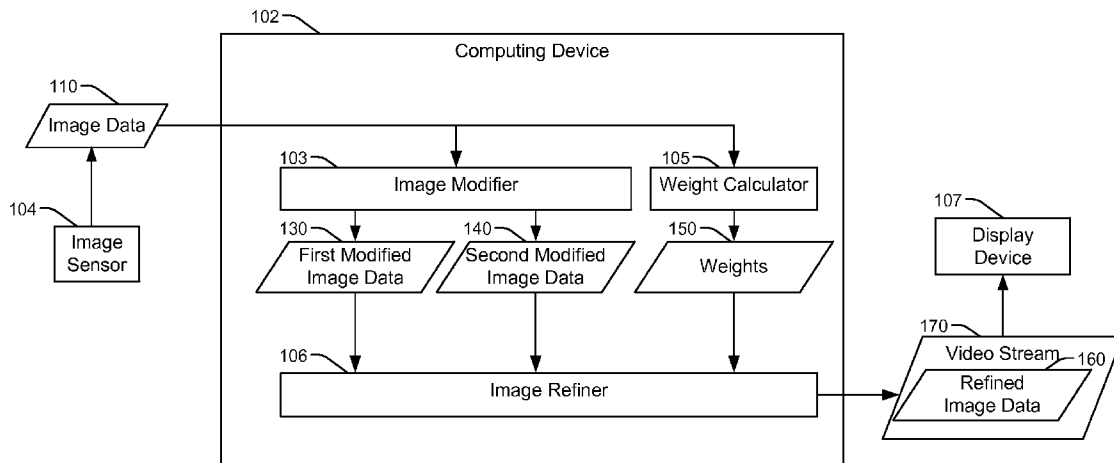 102
Computing Device
110
Image Data
104
Image
Sensor
103
Image Modifier
105
Weight Calculator
130
First Modified
Image Data
140
Second Modified
Image Data
150
Weights
106
Image Refiner
107
Display
Device
170
Video Stream
160
Refined
Image Data